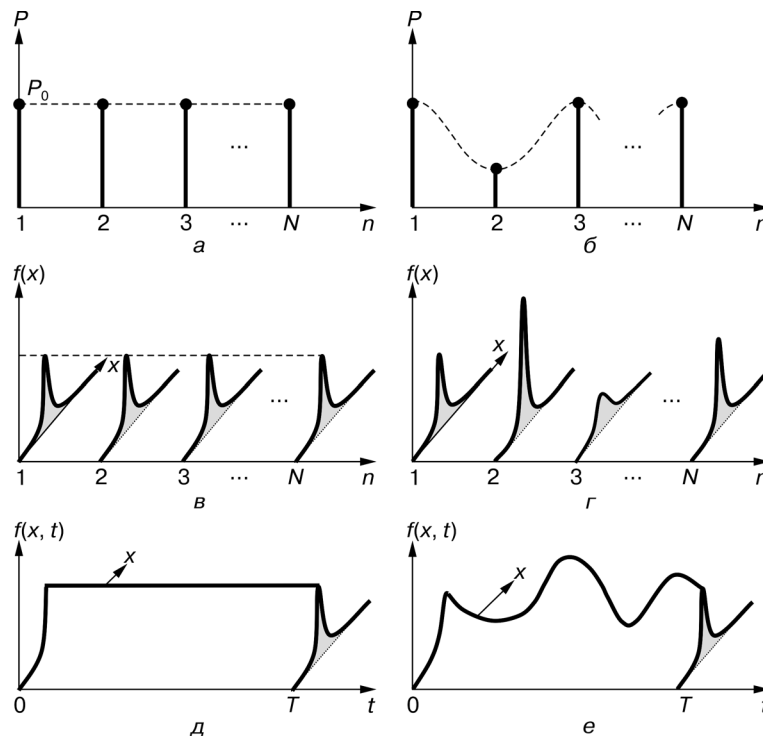 P P
P₀
... ...
1 2 3 ... N n 1 2 3 ... N n
а б
f(x) f(x)
x x
... ...
1 2 3 ... N n 1 2 3 ... N n
в г
f(x, t) f(x, t)
x x
0 T t 0 T t
д е